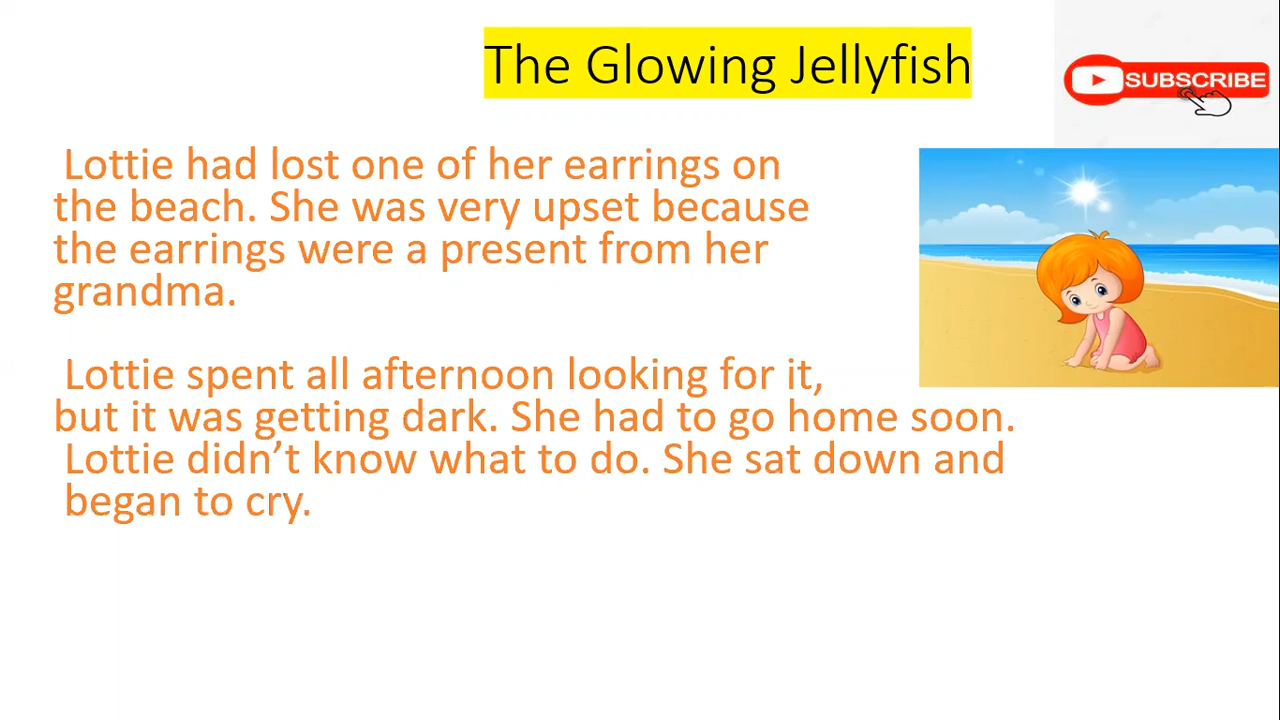 The Glowing Jellyfish
SUBSCRIBE
Lottie had lost one of her earrings on
the beach. She was very upset because
the earrings were a present from her
grandma.
Lottie spent all afternoon looking for it,
but it was getting dark. She had to go home soon.
Lottie didn’t know what to do. She sat down and
began to cry.